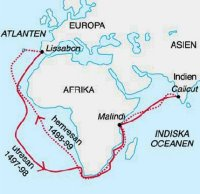 EUROPA
ATLANTEN
Lissabon
ASIEN
Indien
AFRIKA
Calicut
Malindi
hemresan
1498-99
utresan
1497-98
INDISKA
OCEANEN